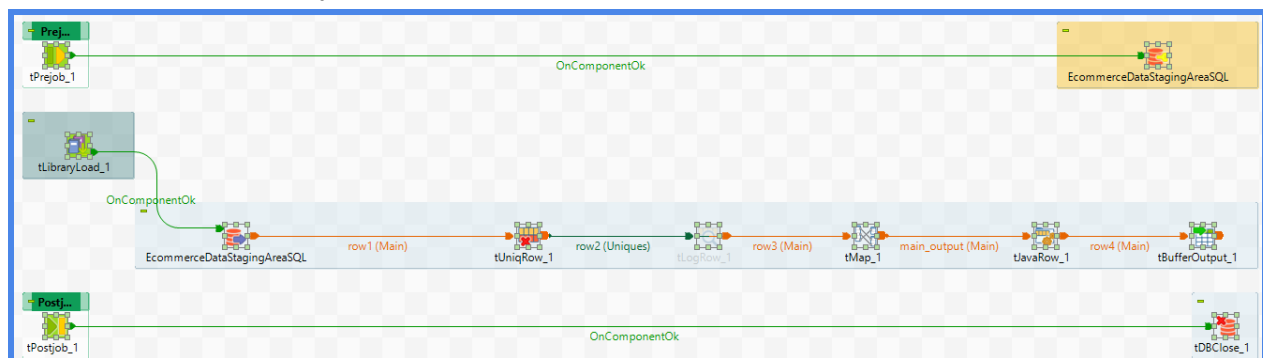 Prej...
tPrejob_1
OnComponentOk
EcommerceDataStagingAreaSQL
tLibraryLoad_1
OnComponentOk
EcommerceDataStagingAreaSQL
row1 (Main)
tUniqRow_1
row2 (Uniques)
tLogRow_1
row3 (Main)
tMap_1
main_output (Main)
tJavaRow_1
row4 (Main)
tBufferOutput_1
Postj...
tPostjob_1
OnComponentOk
tDBClose_1